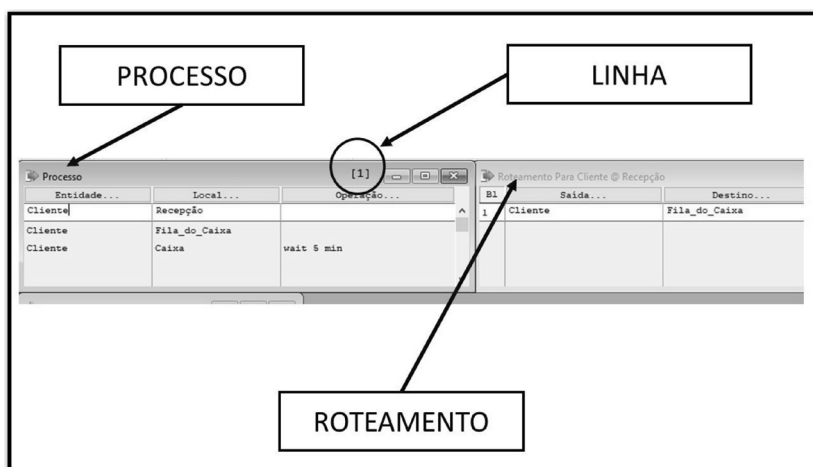 PROCESSO
LINHA
Processo [1]
Entidade... Local... Operação...
Cliente Recepção
Cliente Fila_do_Caixa
Cliente Caixa wait 5 min
Roteamento Para Cliente @ Recepção
Bl Saída... Destino...
1 Cliente Fila_do_Caixa
ROTEAMENTO